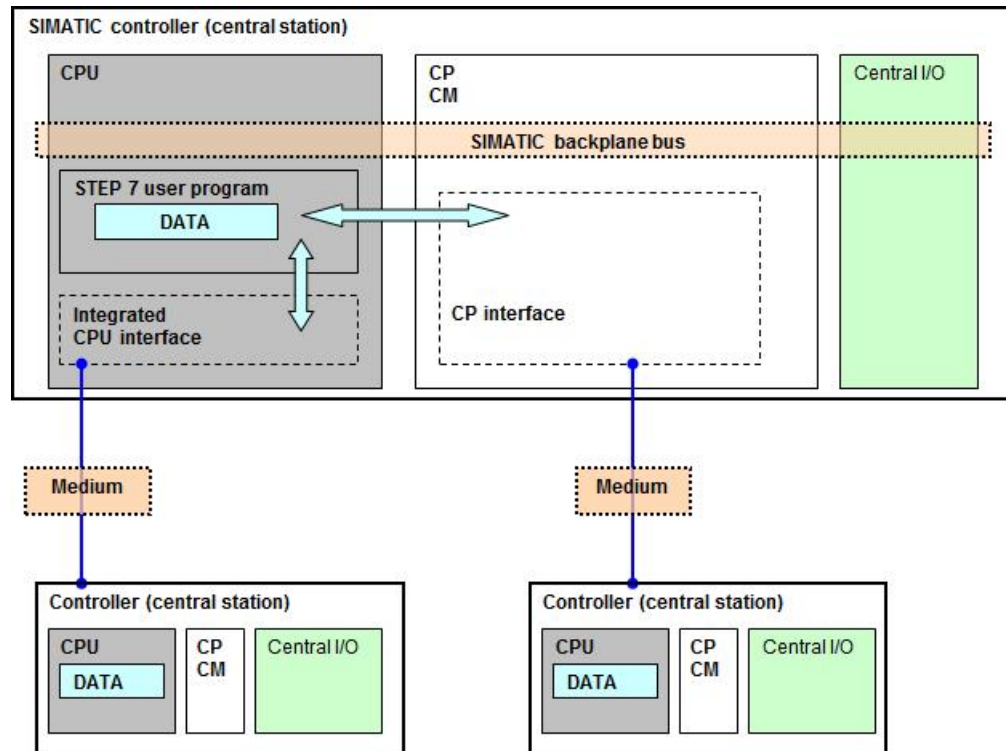 SIMATIC controller (central station)
CPU
CP
CM
Central I/O
SIMATIC backplane bus
STEP 7 user program
DATA
Integrated
CPU interface
CP interface
Medium
Medium
Controller (central station)
CPU
DATA
CP
CM
Central I/O
Controller (central station)
CPU
DATA
CP
CM
Central I/O